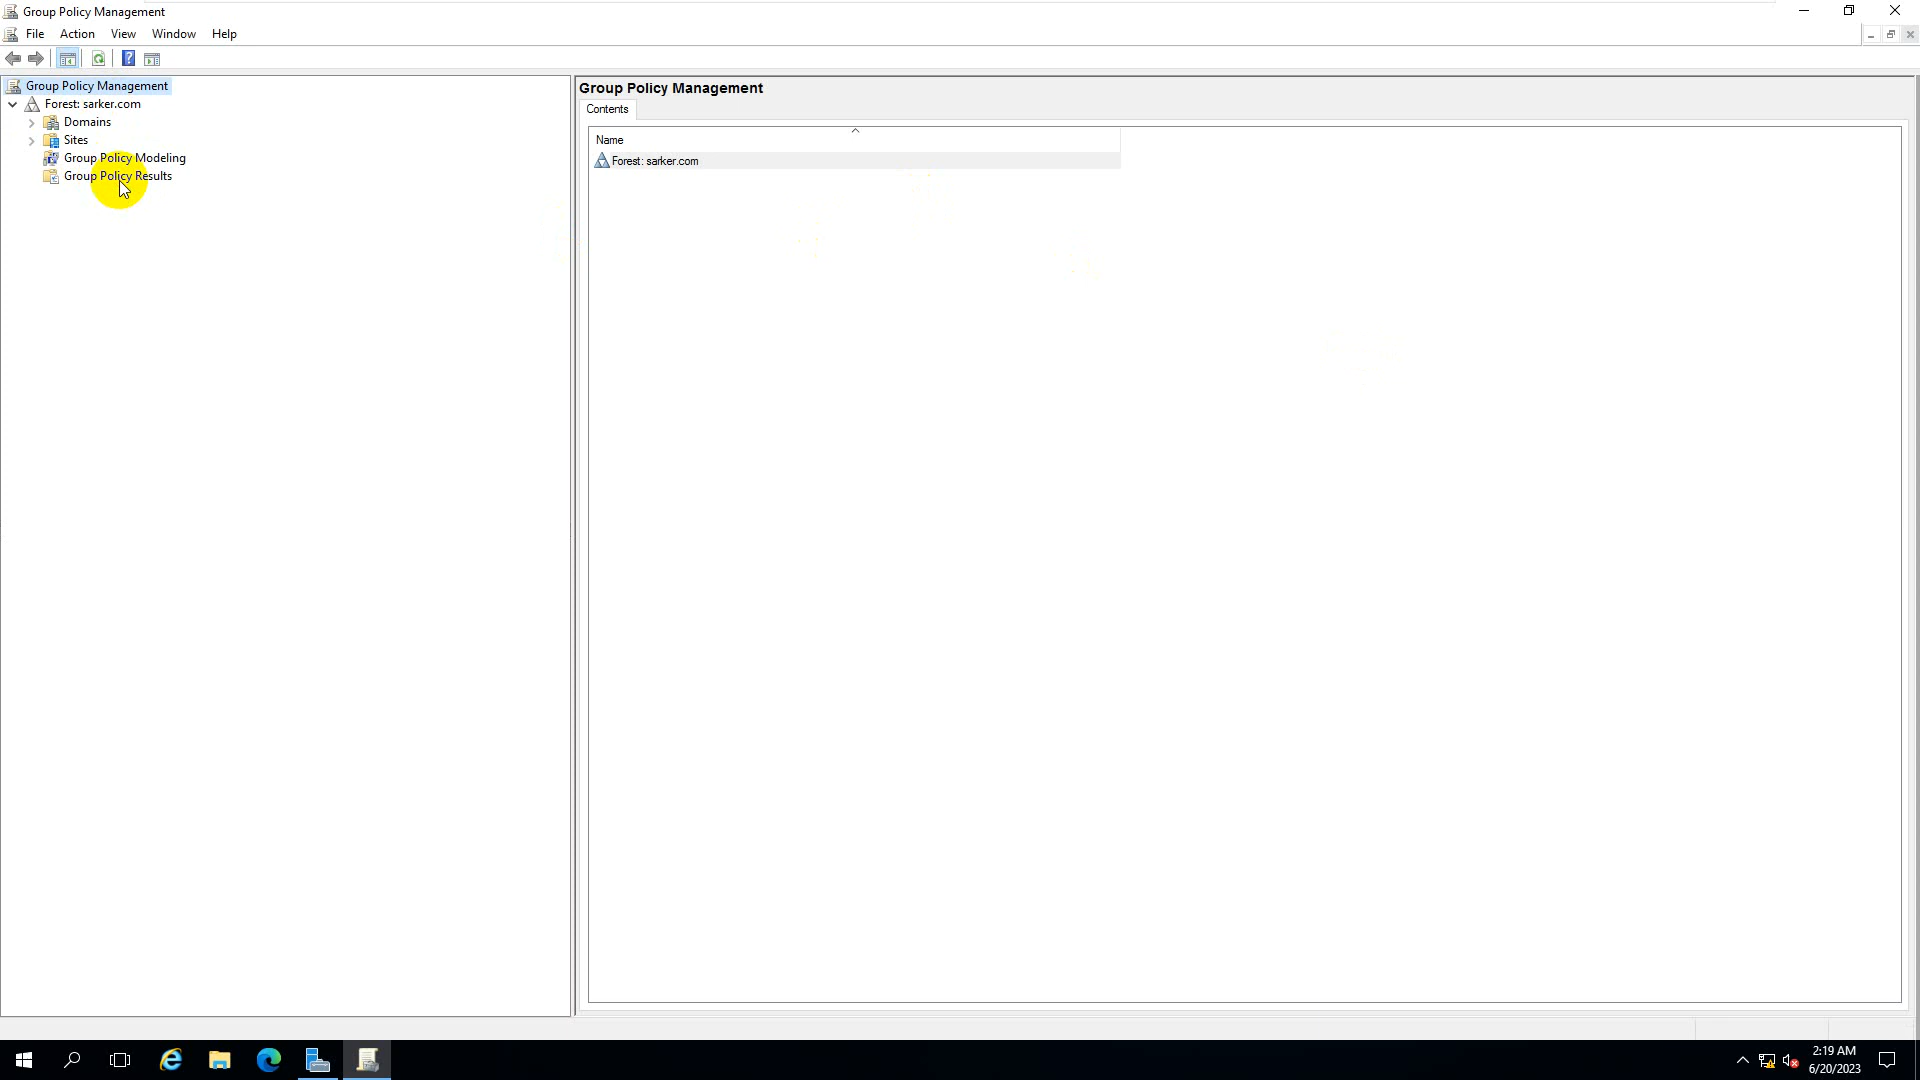 Group Policy Management
File Action View Window Help
Group Policy Management
Forest: sarker.com
Domains
Sites
Group Policy Modeling
Group Policy Results
Group Policy Management
Contents
Name
Forest: sarker.com
2:19 AM
6/20/2023